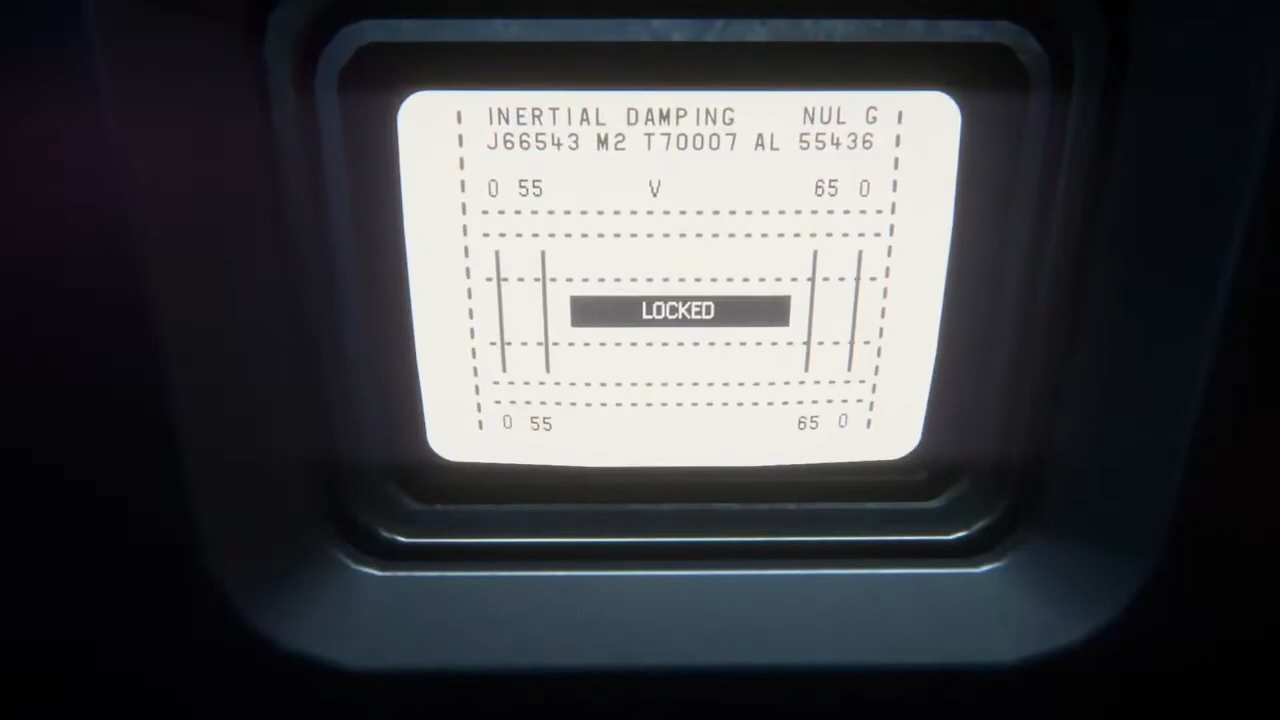 INERTIAL DAMPING NUL G
J66543 M2 T70007 AL 55436
0 55 V 65 0
LOCKED
0 55 65 0